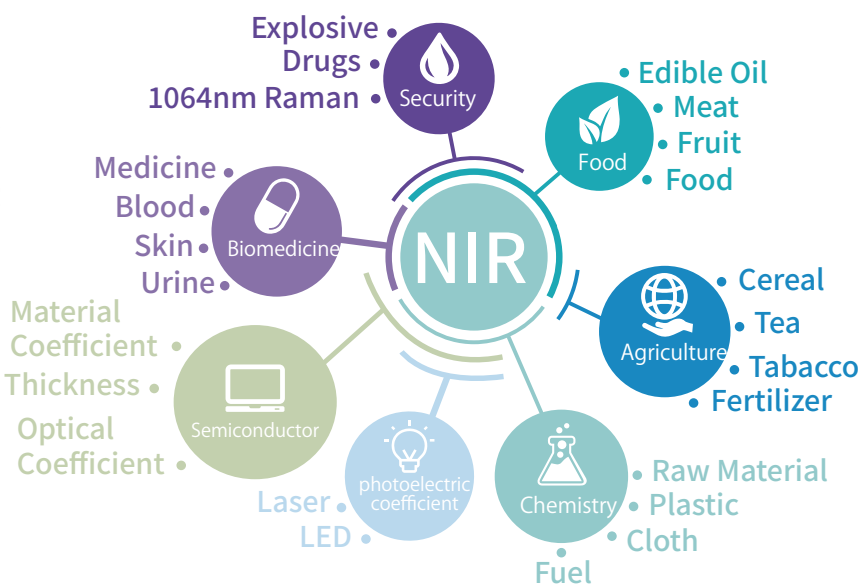 NIR
Security
Explosive
Drugs
1064nm Raman
Food
Edible Oil
Meat
Fruit
Food
Agriculture
Cereal
Tea
Tabacco
Fertilizer
Chemistry
Raw Material
Plastic
Cloth
Fuel
photoelectric
coefficient
Laser
LED
Semiconductor
Material
Coefficient
Thickness
Optical
Coefficient
Biomedicine
Medicine
Blood
Skin
Urine